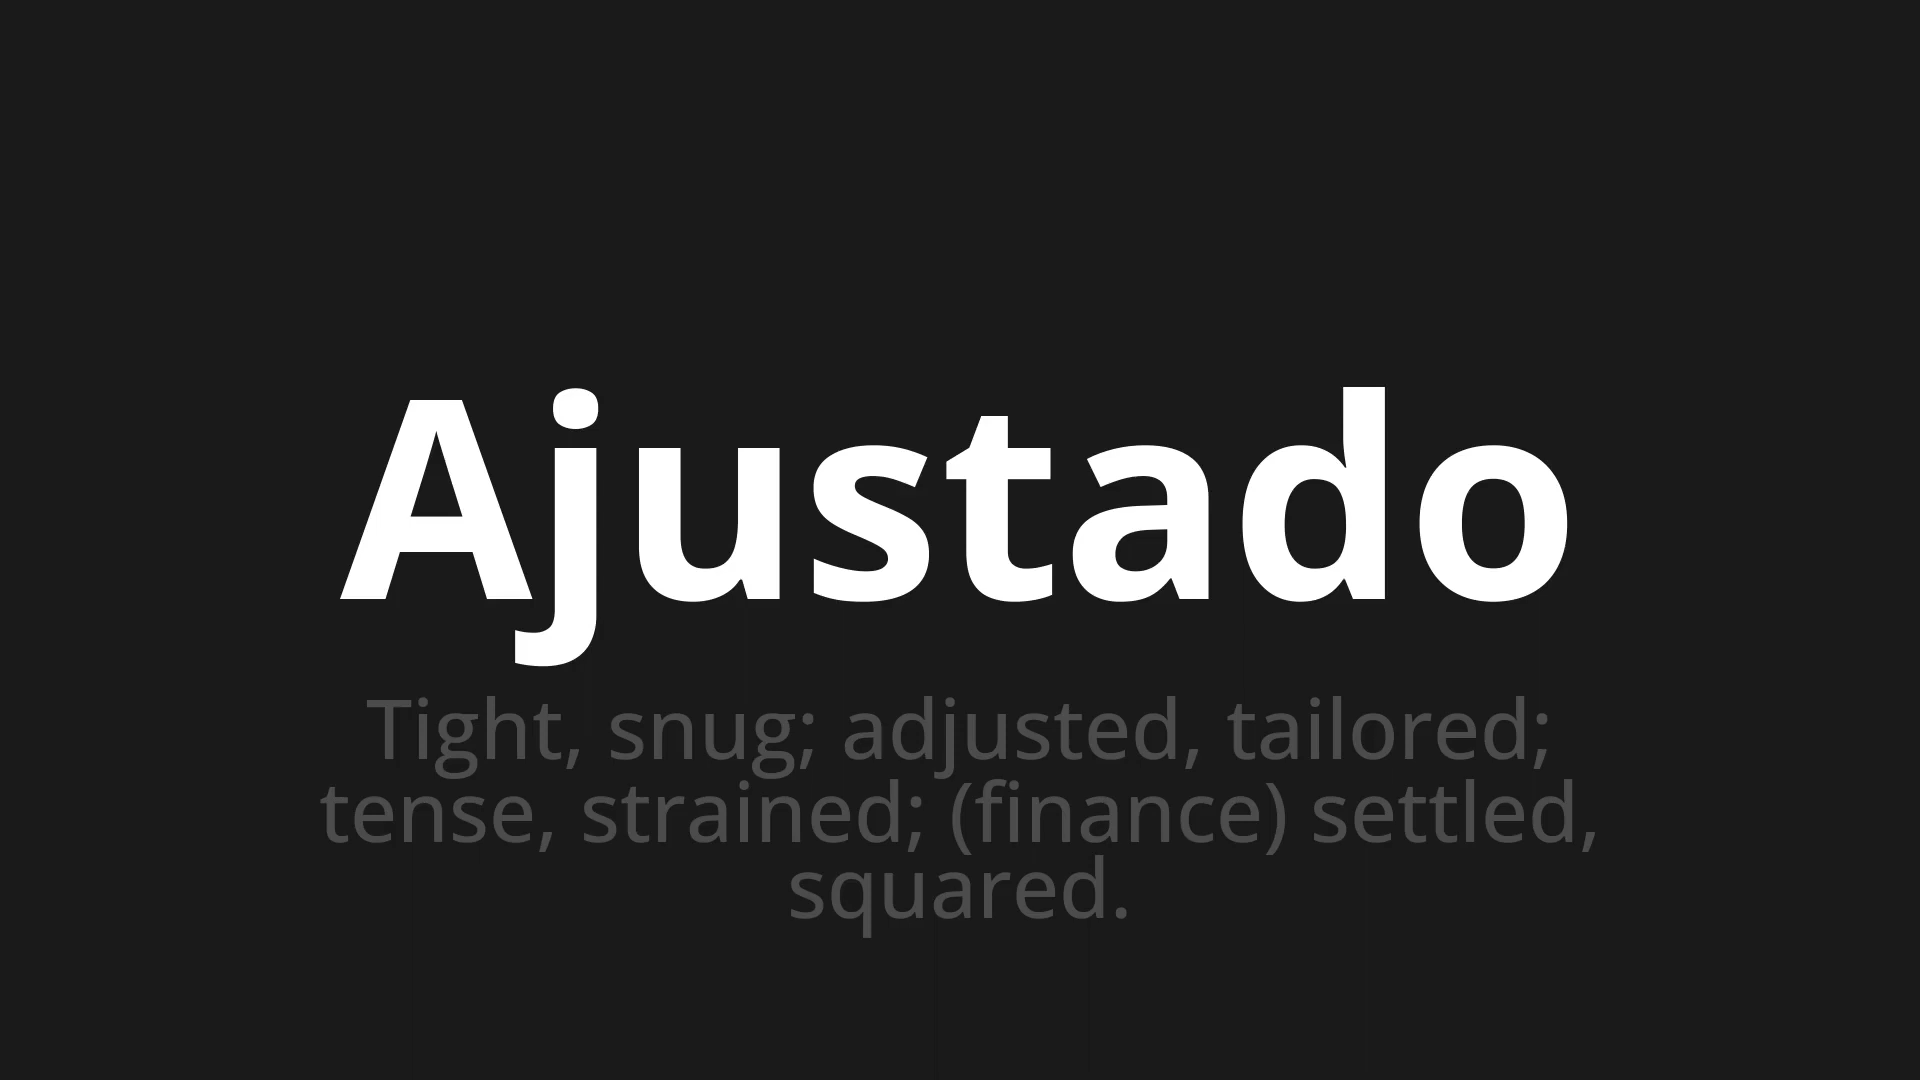 Ajustado
Tight, snug; adjusted, tailored;
tense, strained; (finance) settled,
squared.